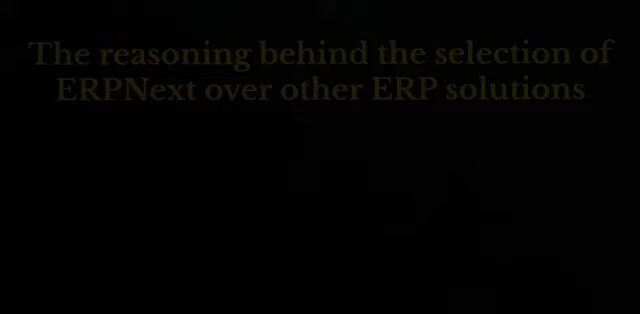 The reasoning behind the selection of
ERPNext over other ERP solutions